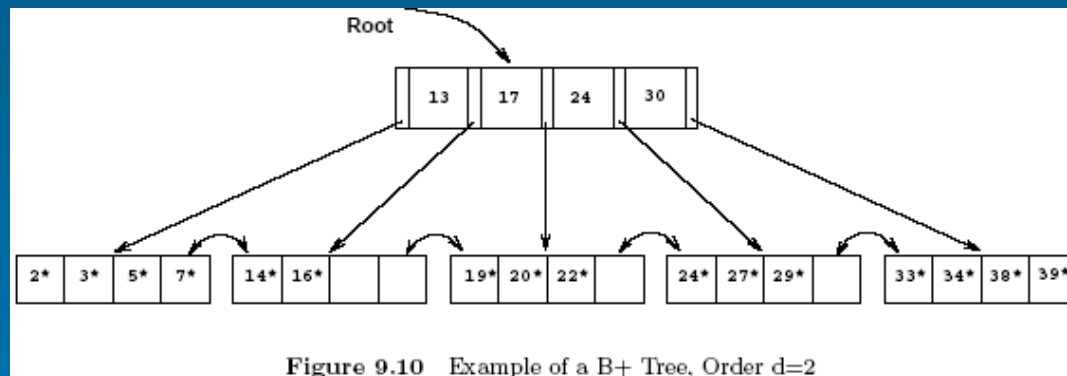 Root
13 17 24 30
2* 3* 5* 7* 14* 16* 19* 20* 22* 24* 27* 29* 33* 34* 38* 39*
Figure 9.10 Example of a B+ Tree, Order d=2